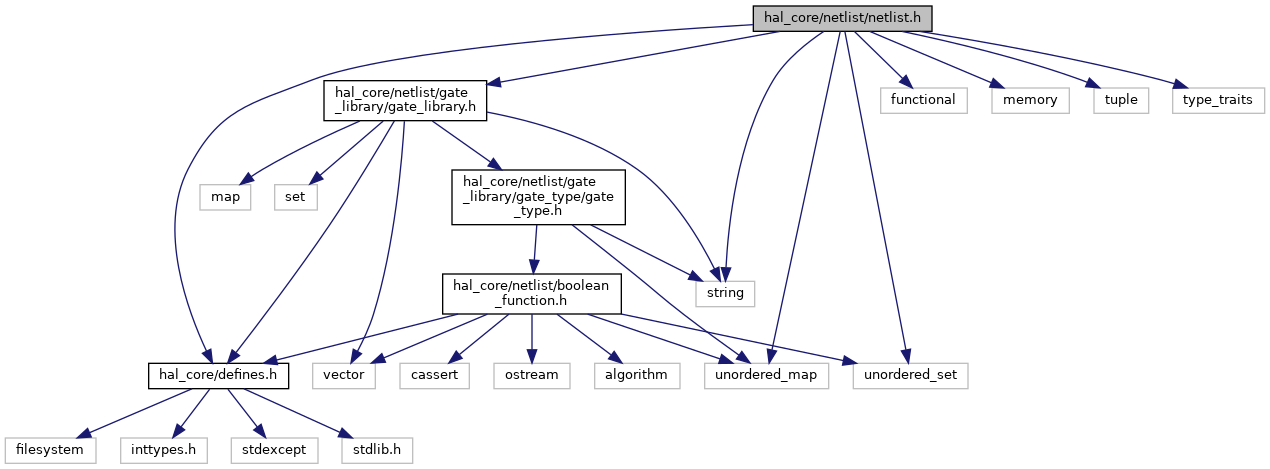 hal_core/netlist/netlist.h
hal_core/netlist/gate
_library/gate_library.h
functional
memory
tuple
type_traits
map
set
hal_core/netlist/gate
_library/gate_type/gate
_type.h
hal_core/netlist/boolean
_function.h
string
hal_core/defines.h
vector
cassert
ostream
algorithm
unordered_map
unordered_set
filesystem
inttypes.h
stdexcept
stdlib.h